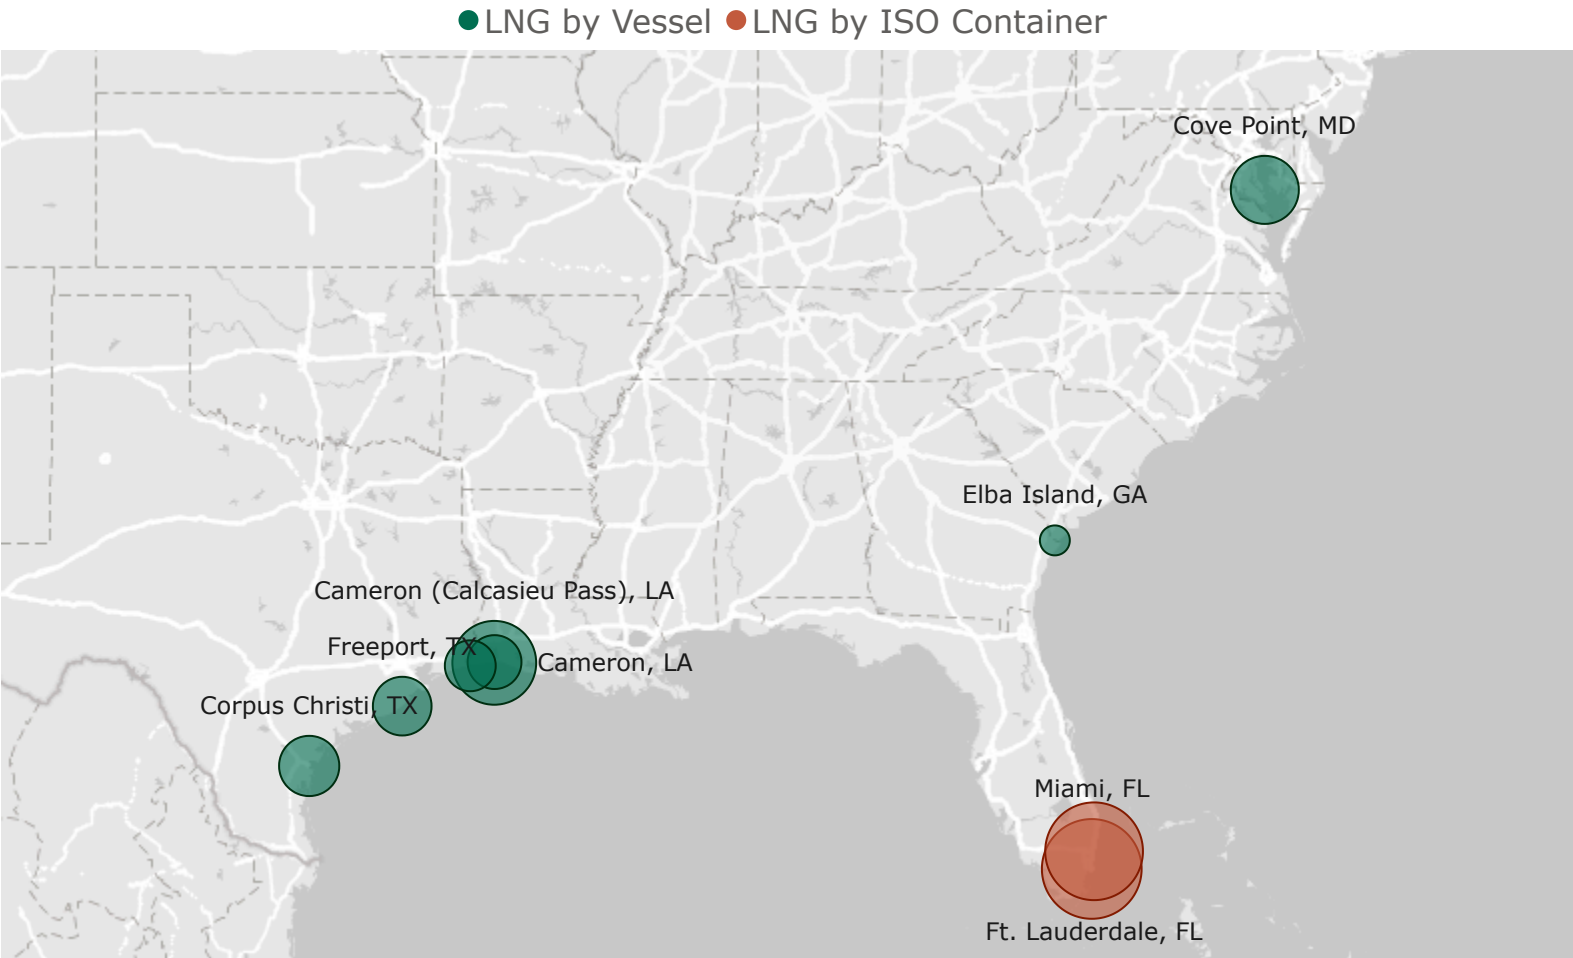 LNG by Vessel LNG by ISO Container
Cove Point, MD
Elba Island, GA
Cameron (Calcasieu Pass), LA
Freeport, TX
Cameron, LA
Corpus Christi, TX
Miami, FL
Ft. Lauderdale, FL